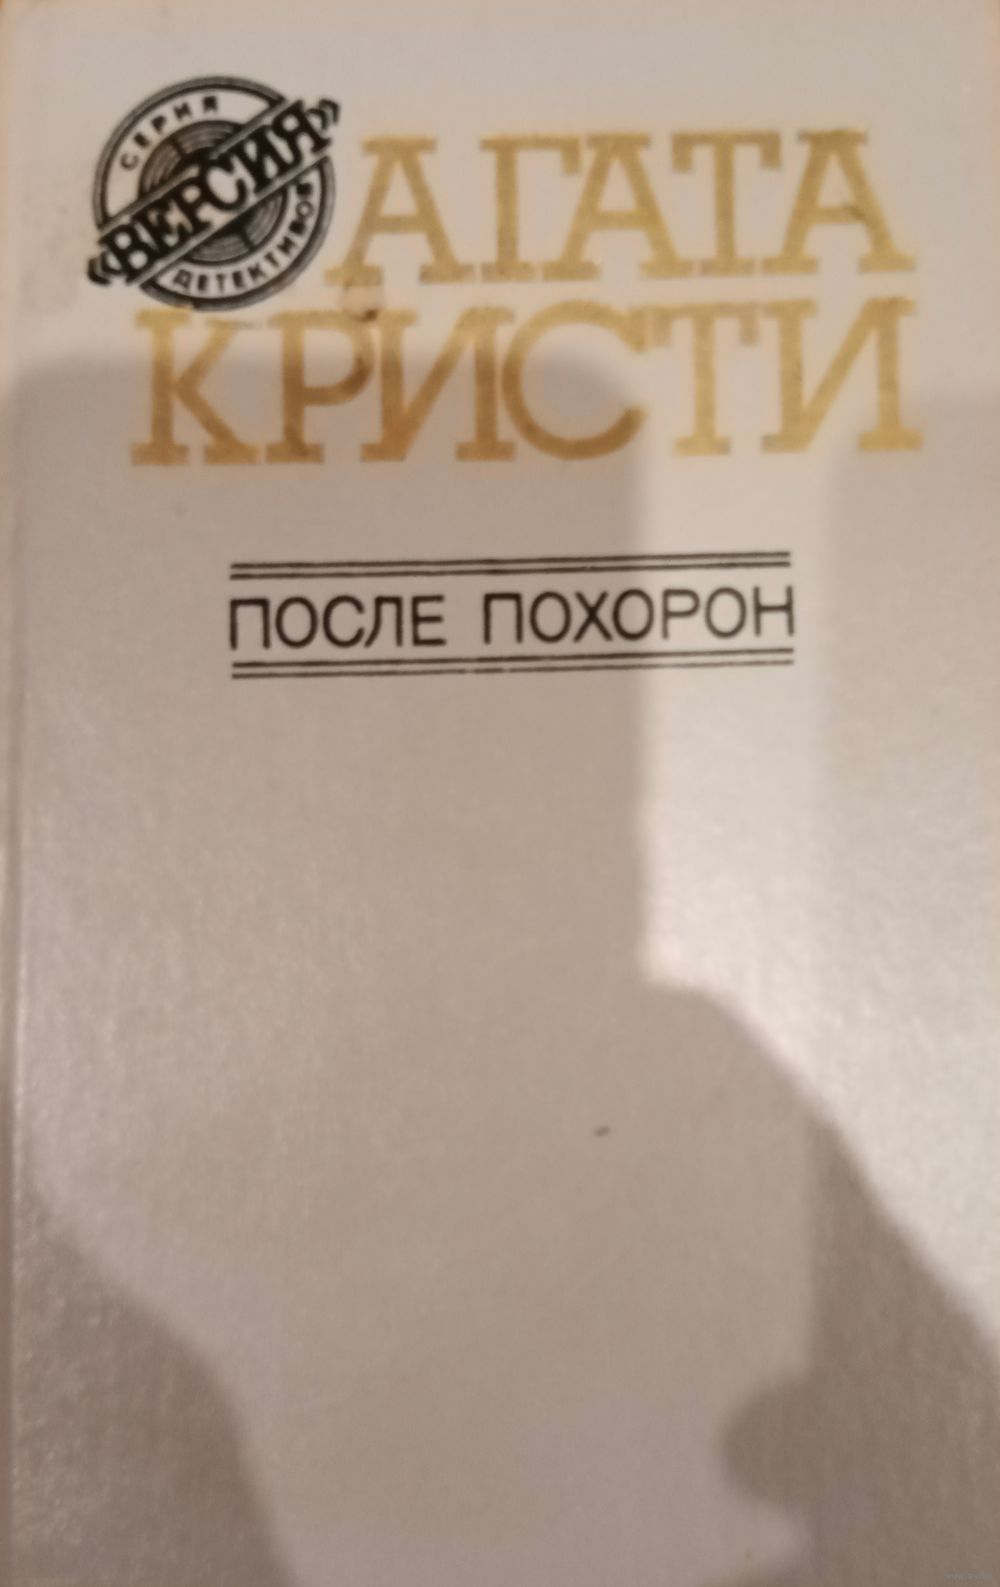 СЕРИЯ
«ВЕРСИЯ»
ДЕТЕКТИВОВ
АГАТА
КРИСТИ
ПОСЛЕ ПОХОРОН